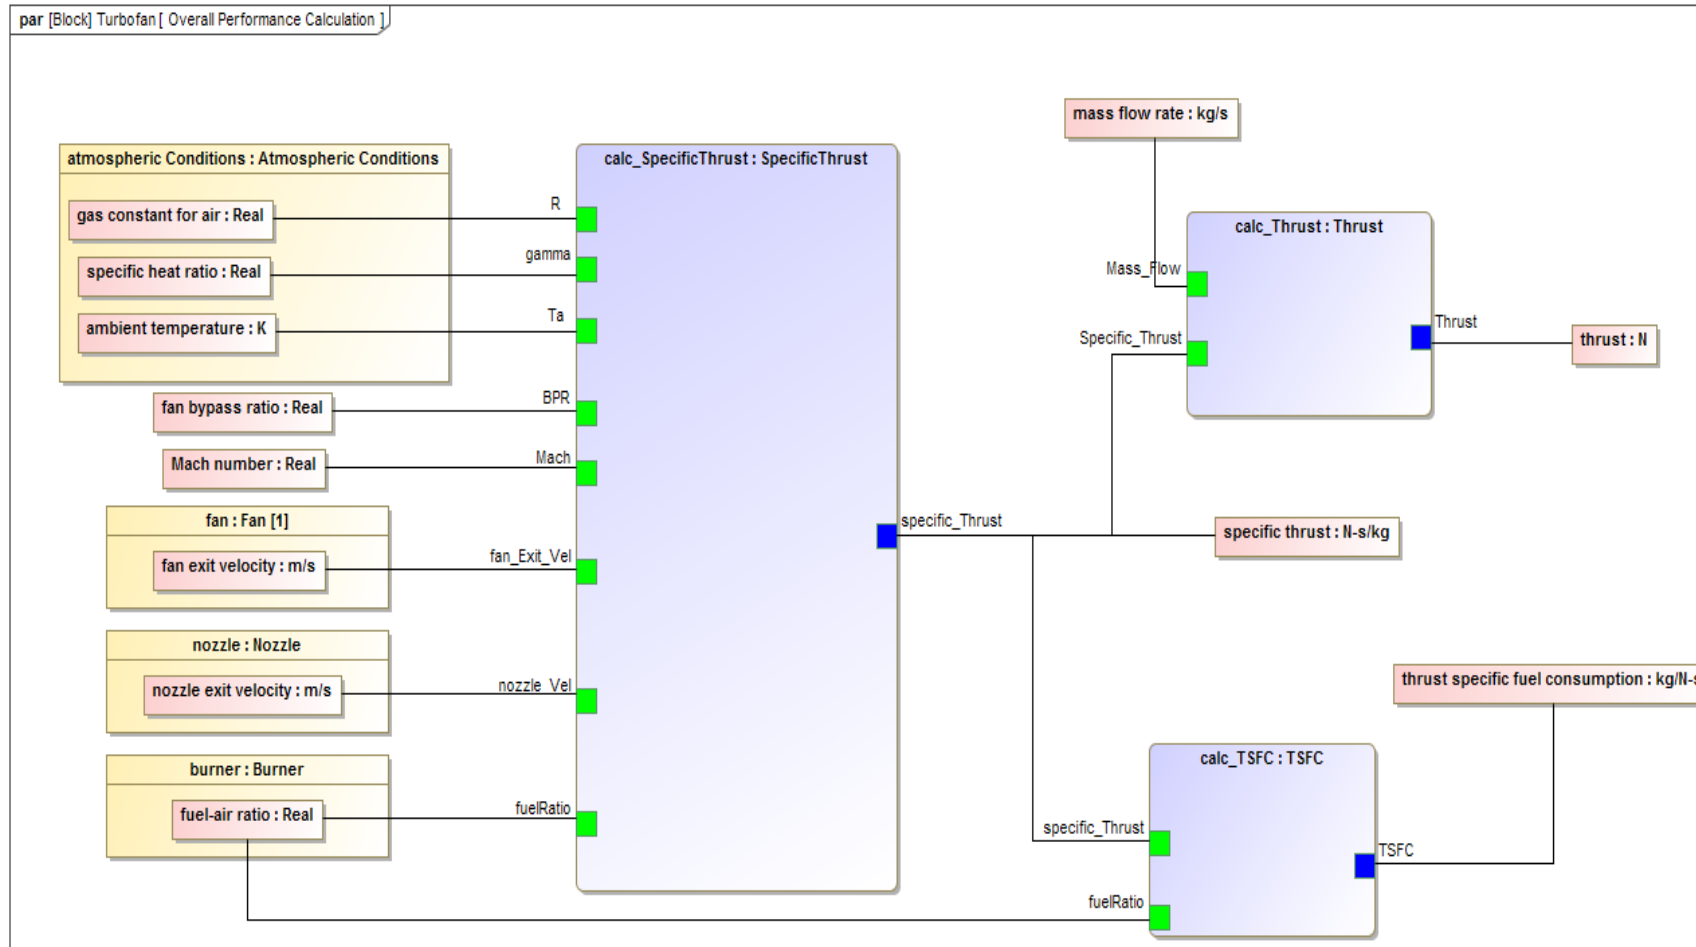 par [Block] Turbofan [ Overall Performance Calculation ]
mass flow rate : kg/s
atmospheric Conditions : Atmospheric Conditions
gas constant for air : Real
specific heat ratio : Real
ambient temperature : K
fan bypass ratio : Real
Mach number : Real
fan : Fan [1]
fan exit velocity : m/s
nozzle : Nozzle
nozzle exit velocity : m/s
burner : Burner
fuel-air ratio : Real
calc_SpecificThrust : SpecificThrust
R
gamma
Ta
BPR
Mach
fan_Exit_Vel
nozzle_Vel
fuelRatio
specific_Thrust
calc_Thrust : Thrust
Mass_Flow
Specific_Thrust
Thrust
thrust : N
specific thrust : N-s/kg
thrust specific fuel consumption : kg/N-s
calc_TSFC : TSFC
specific_Thrust
fuelRatio
TSFC